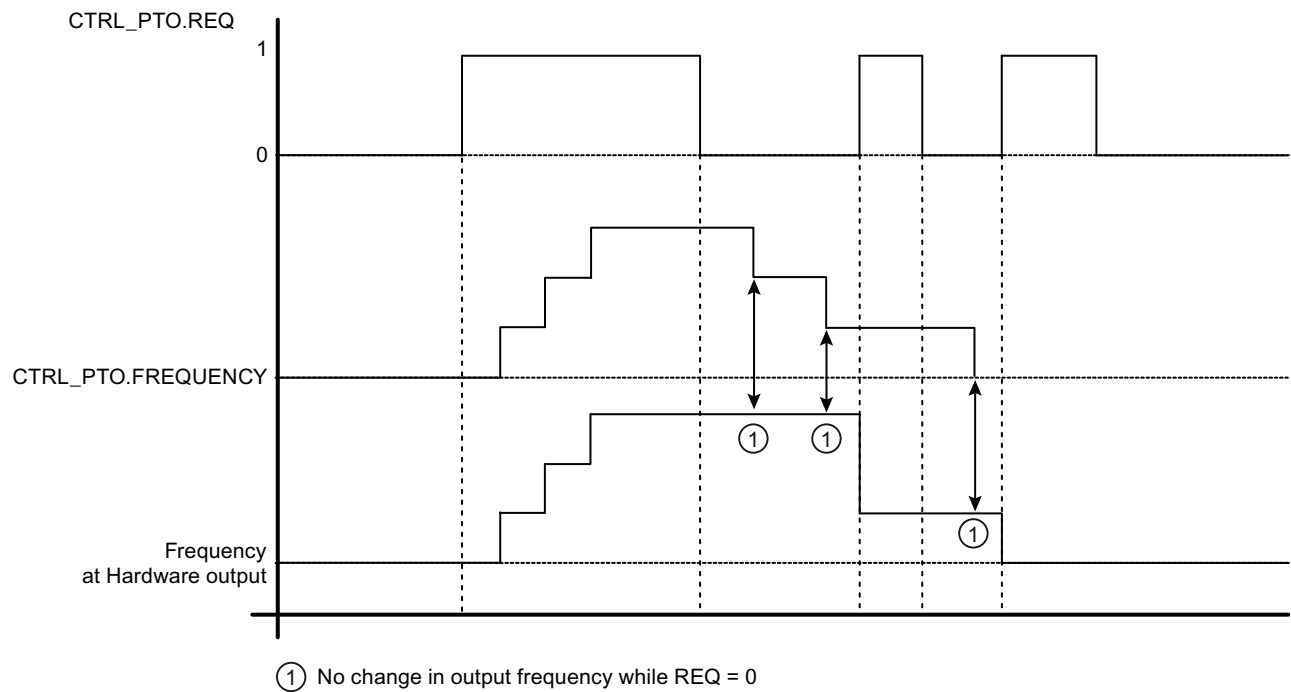 CTRL_PTO.REQ
1
0
CTRL_PTO.FREQUENCY
1
1
1
Frequency
at Hardware output
1 No change in output frequency while REQ = 0